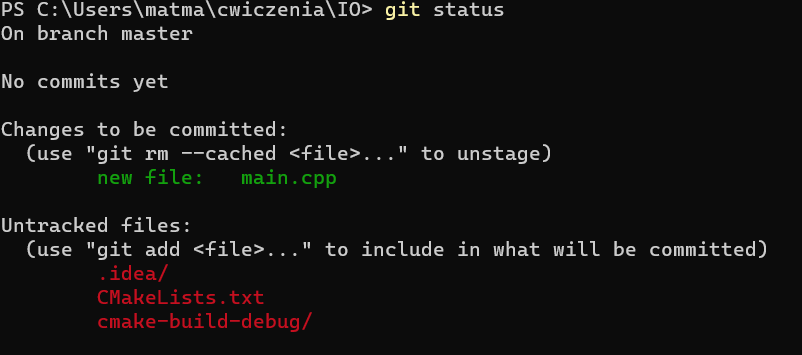 PS C:\Users\matma\cwiczenia\IO> git status
On branch master
No commits yet
Changes to be committed:
(use "git rm --cached <file>..." to unstage)
new file: main.cpp
Untracked files:
(use "git add <file>..." to include in what will be committed)
.idea/
CMakeLists.txt
cmake-build-debug/